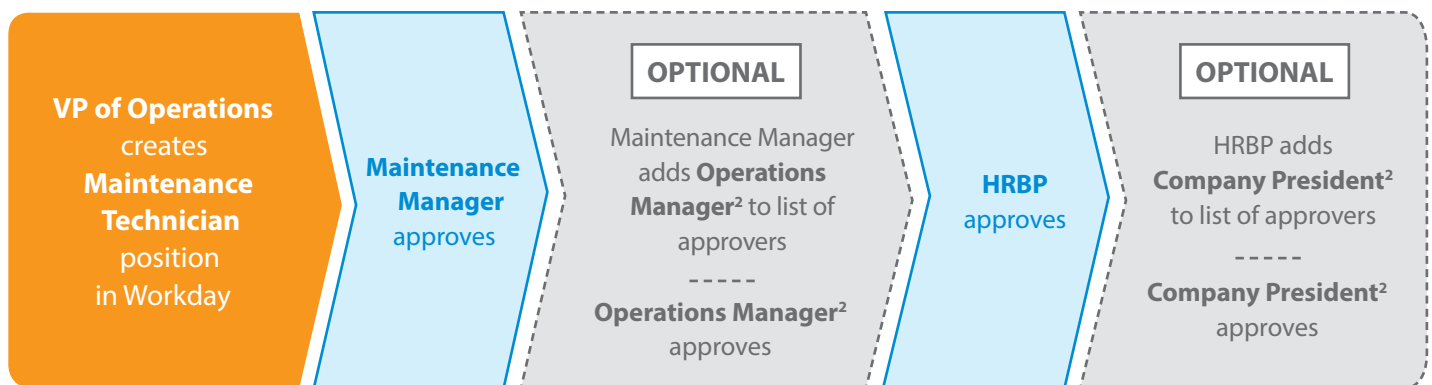 VP of Operations
creates
Maintenance
Technician
position
in Workday
Maintenance
Manager
approves
OPTIONAL
Maintenance Manager
adds Operations
Manager² to list of
approvers
Operations Manager²
approves
HRBP
approves
OPTIONAL
HRBP adds
Company President²
to list of approvers
Company President²
approves